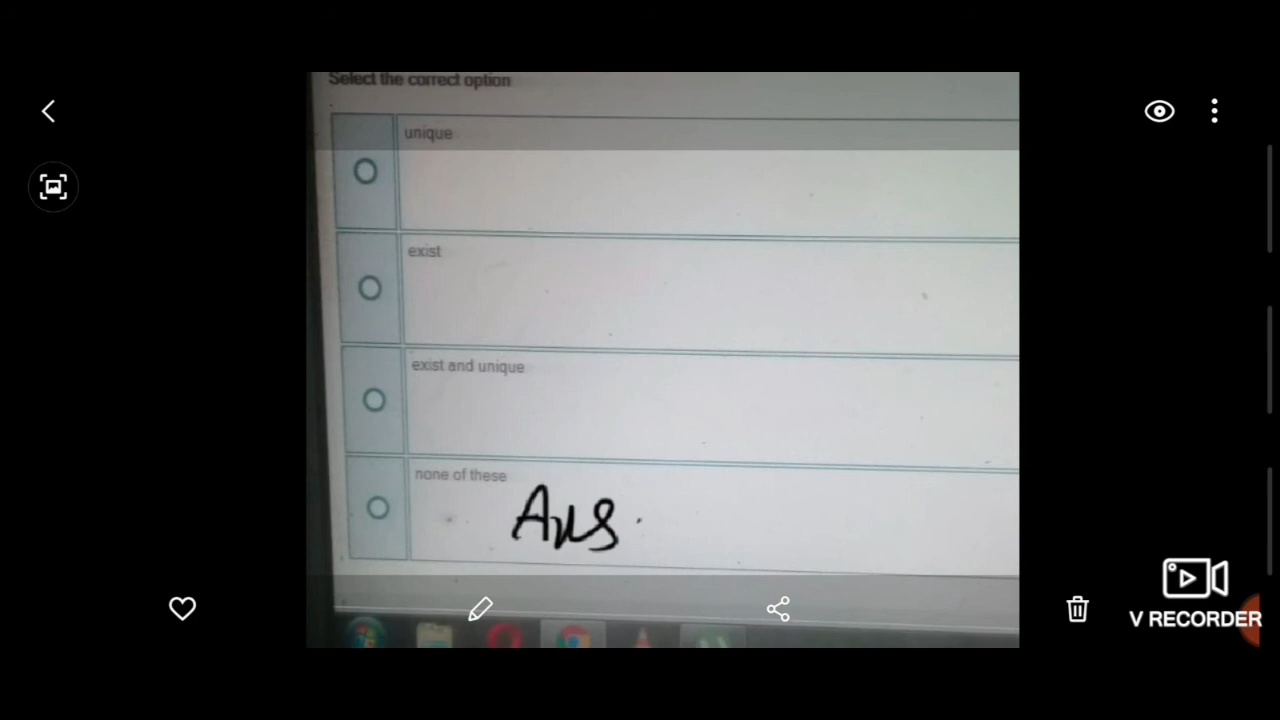 Select the correct option
unique
exist
exist and unique
none of these
Ans.
V RECORDER